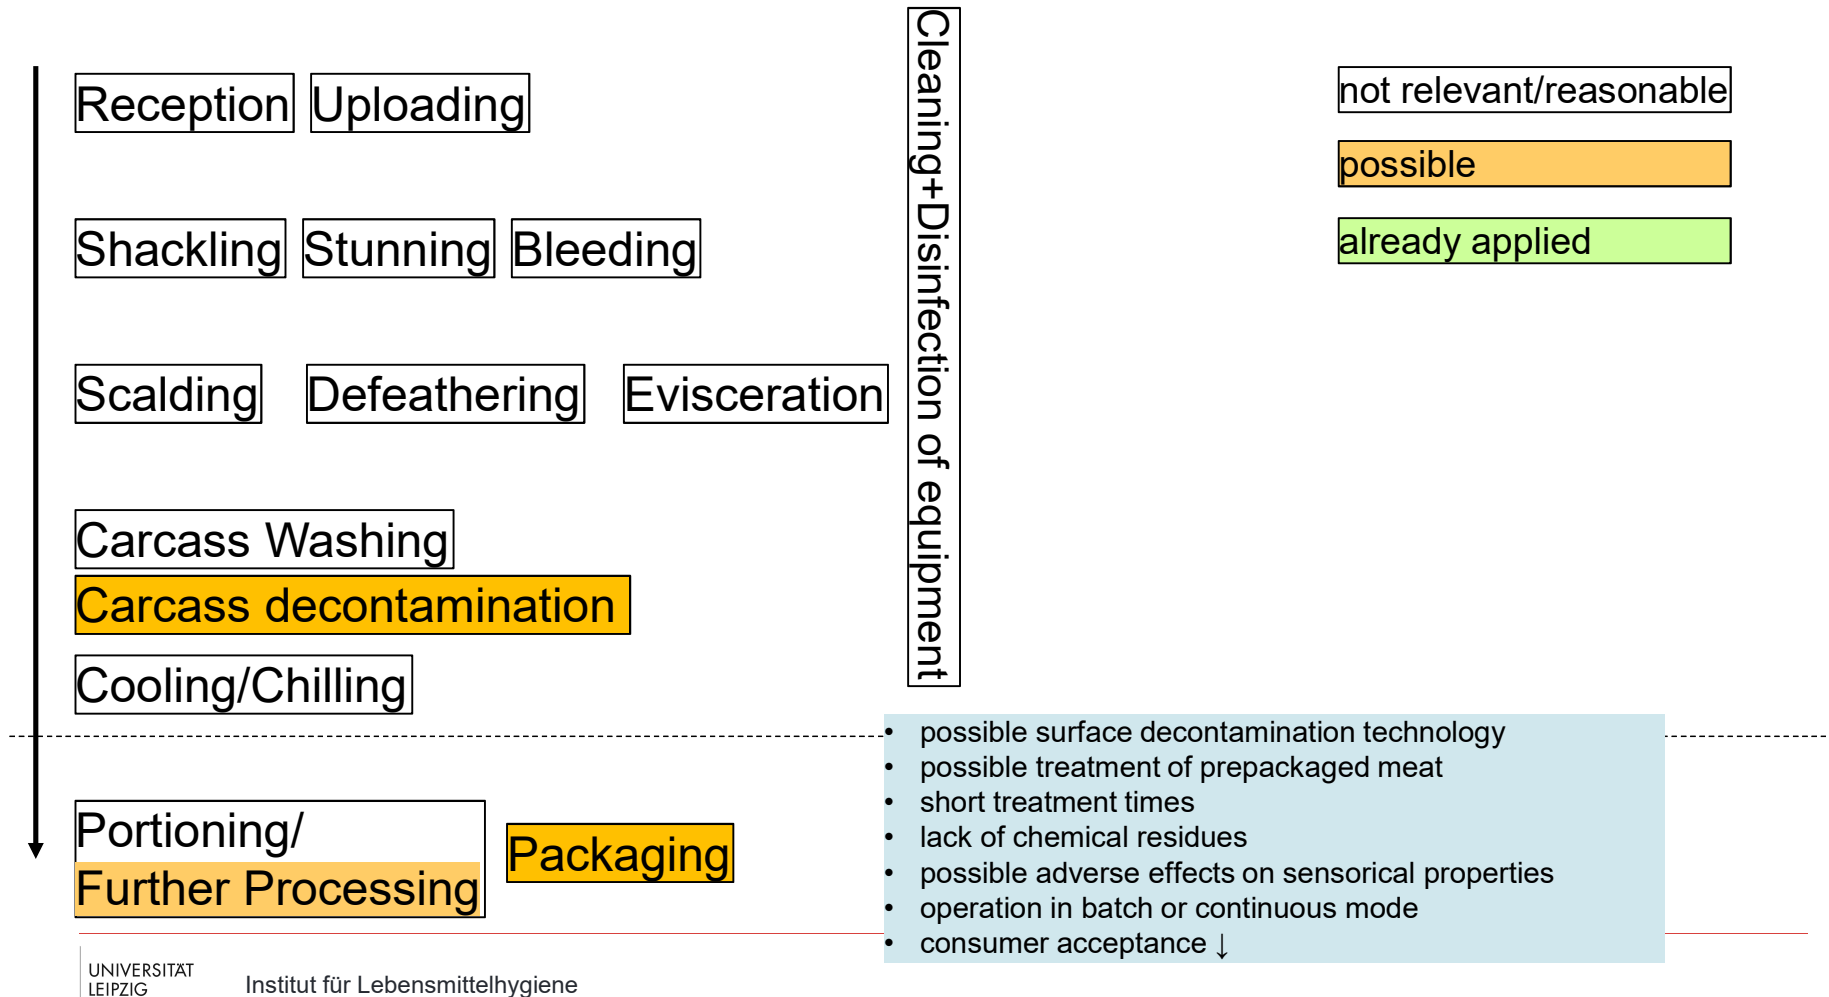 Reception
Uploading
Shackling
Stunning
Bleeding
Scalding
Defeathering
Evisceration
Carcass Washing
Carcass decontamination
Cooling/Chilling
Portioning/
Further Processing
Packaging
Cleaning+Disinfection of equipment
not relevant/reasonable
possible
already applied
• possible surface decontamination technology
• possible treatment of prepackaged meat
• short treatment times
• lack of chemical residues
• possible adverse effects on sensorical properties
• operation in batch or continuous mode
• consumer acceptance ↓
UNIVERSITÄT
LEIPZIG
Institut für Lebensmittelhygiene